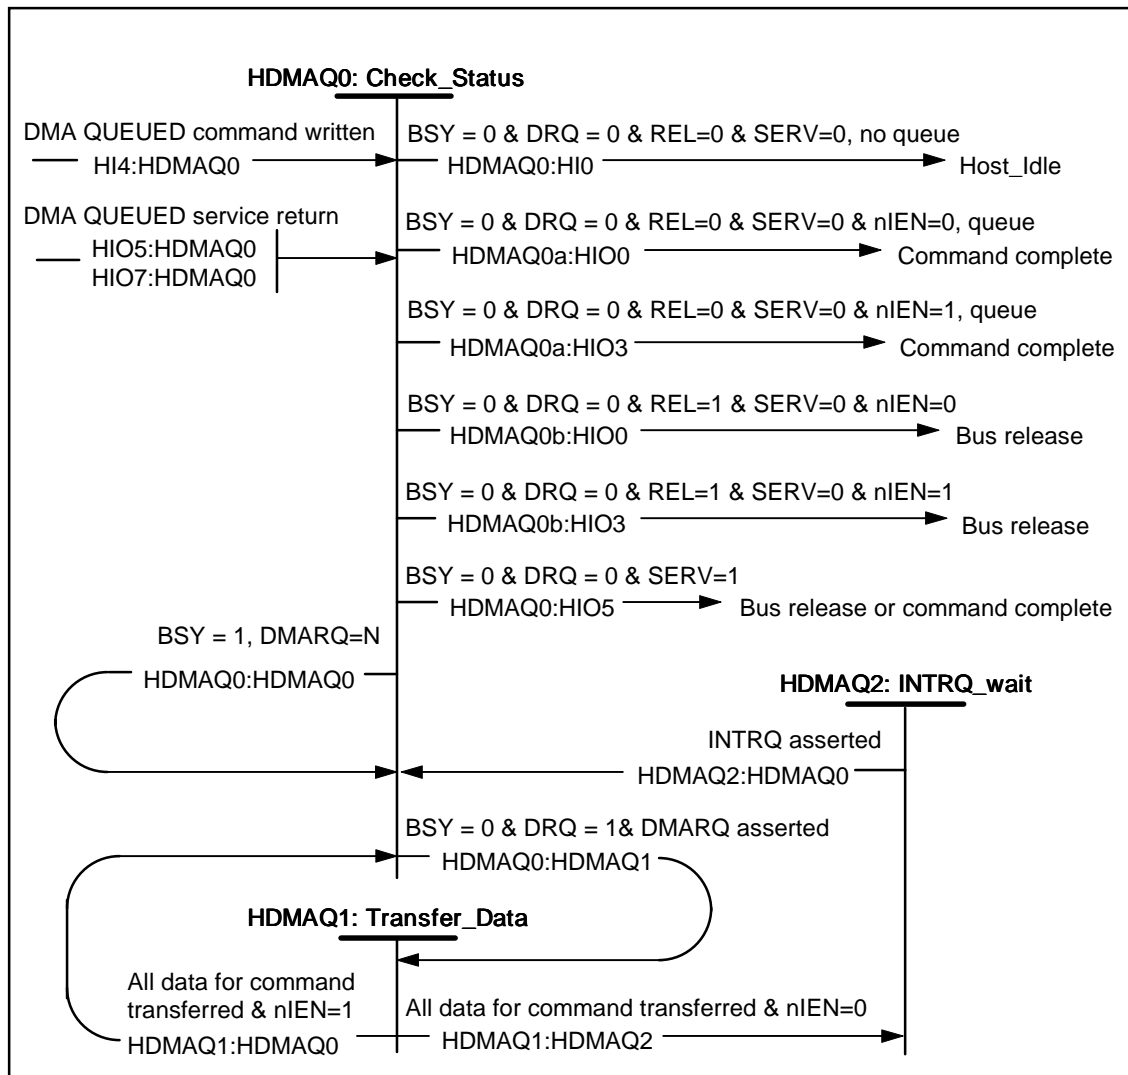 HDMAQ0: Check_Status
DMA QUEUED command written
HI4:HDMAQ0
BSY = 0 & DRQ = 0 & REL=0 & SERV=0, no queue
HDMAQ0:HI0
Host_Idle
DMA QUEUED service return
HIO5:HDMAQ0
HIO7:HDMAQ0
BSY = 0 & DRQ = 0 & REL=0 & SERV=0 & nIEN=0, queue
HDMAQ0a:HIO0
Command complete
BSY = 0 & DRQ = 0 & REL=0 & SERV=0 & nIEN=1, queue
HDMAQ0a:HIO3
Command complete
BSY = 0 & DRQ = 0 & REL=1 & SERV=0 & nIEN=0
HDMAQ0b:HIO0
Bus release
BSY = 0 & DRQ = 0 & REL=1 & SERV=0 & nIEN=1
HDMAQ0b:HIO3
Bus release
BSY = 0 & DRQ = 0 & SERV=1
HDMAQ0:HIO5
Bus release or command complete
BSY = 1, DMARQ=N
HDMAQ0:HDMAQ0
HDMAQ2: INTRQ_wait
INTRQ asserted
HDMAQ2:HDMAQ0
BSY = 0 & DRQ = 1& DMARQ asserted
HDMAQ0:HDMAQ1
HDMAQ1: Transfer_Data
All data for command
transferred & nIEN=1
HDMAQ1:HDMAQ0
All data for command transferred & nIEN=0
HDMAQ1:HDMAQ2